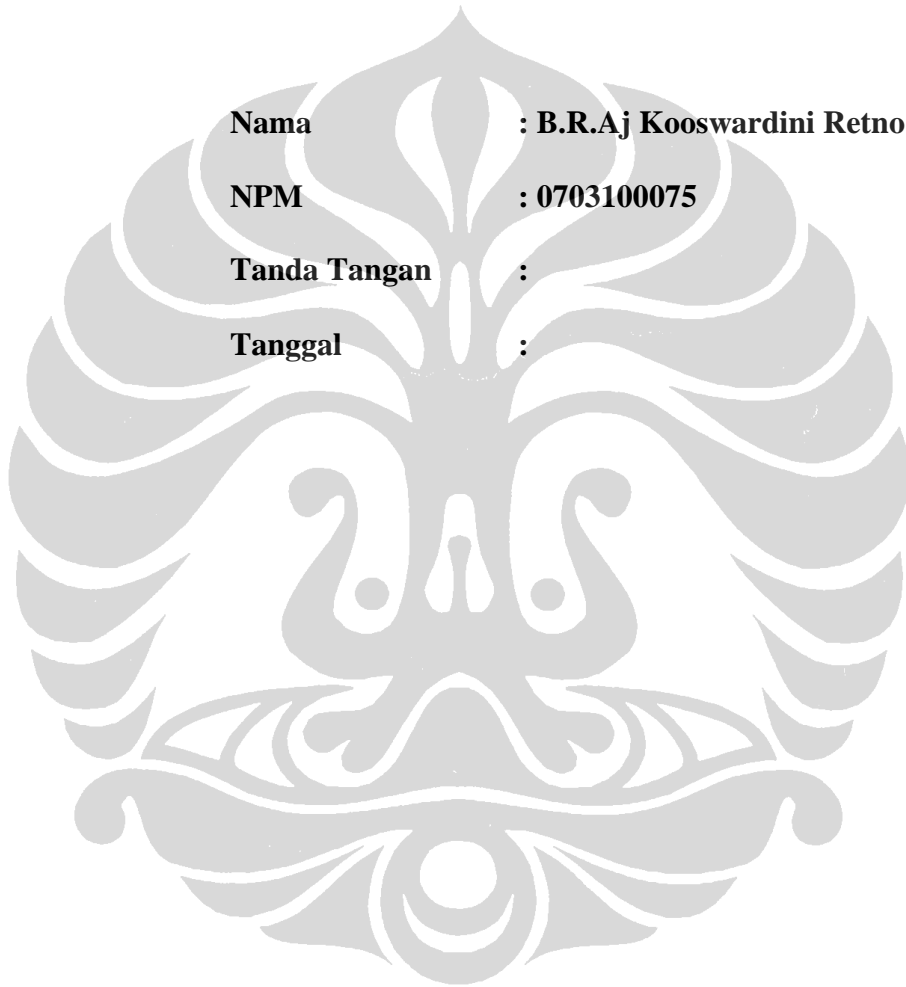 Nama : B.R.Aj Kooswardini Retno
NPM : 0703100075
Tanda Tangan :
Tanggal :